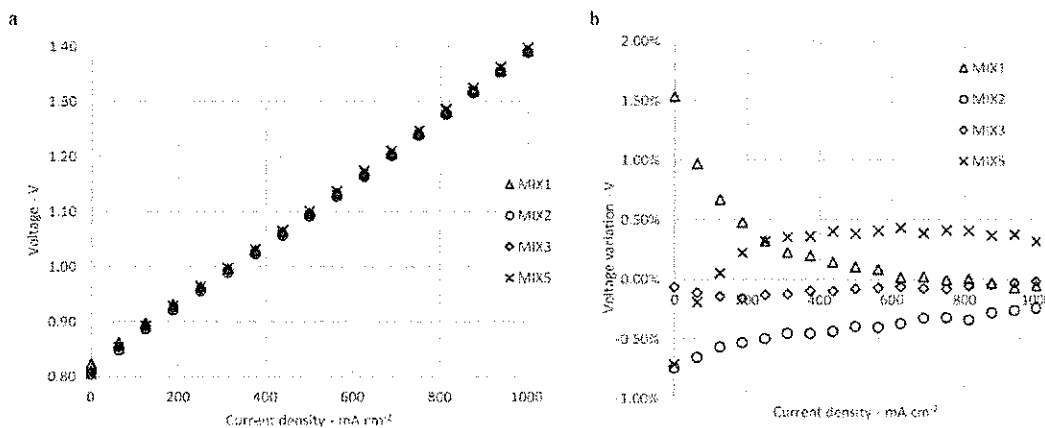 a
1.40
1.30
1.20
1.10
1.00
0.90
0.80
Voltage - V
0
200
400
600
800
1000
Current density - mA cm⁻²
MIX1
MIX2
MIX3
MIX5
b
2.00%
1.50%
1.00%
0.50%
0.00%
-0.50%
-1.00%
Voltage variation - V
0
200
400
600
800
1000
Current density - mA cm⁻²
MIX1
MIX2
MIX3
MIX5